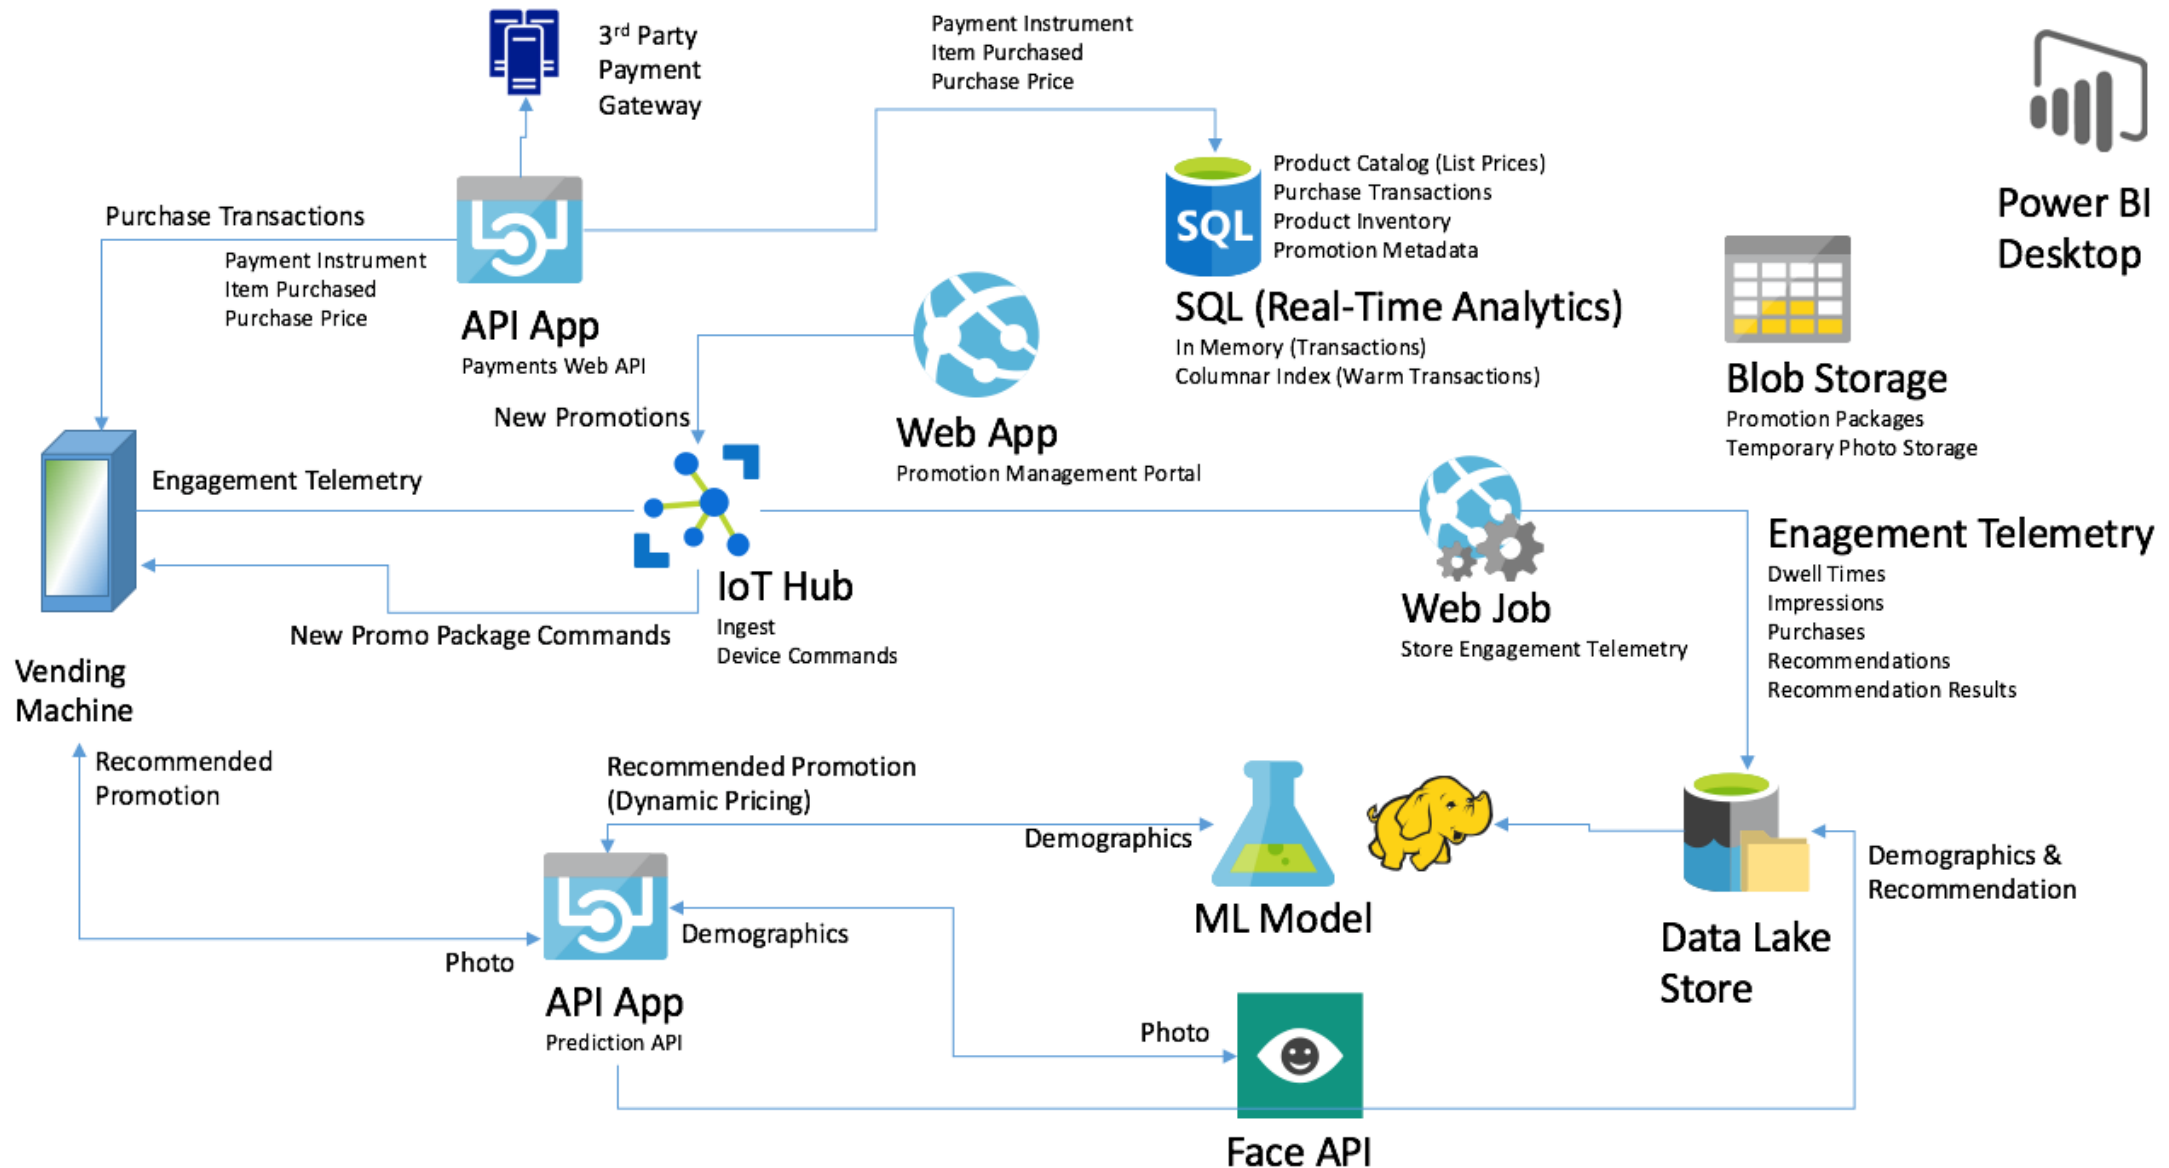 3rd Party
Payment
Gateway
Payment Instrument
Item Purchased
Purchase Price
Power BI
Desktop
Purchase Transactions
Payment Instrument
Item Purchased
Purchase Price
API App
Payments Web API
SQL
Product Catalog (List Prices)
Purchase Transactions
Product Inventory
Promotion Metadata
SQL (Real-Time Analytics)
In Memory (Transactions)
Columnar Index (Warm Transactions)
Blob Storage
Promotion Packages
Temporary Photo Storage
New Promotions
Web App
Promotion Management Portal
Engagement Telemetry
IoT Hub
Ingest
Device Commands
New Promo Package Commands
Web Job
Store Engagement Telemetry
Enagement Telemetry
Dwell Times
Impressions
Purchases
Recommendations
Recommendation Results
Vending
Machine
Recommended
Promotion
Recommended Promotion
(Dynamic Pricing)
Demographics
ML Model
Data Lake
Store
Demographics &
Recommendation
Photo
Demographics
API App
Prediction API
Photo
Face API